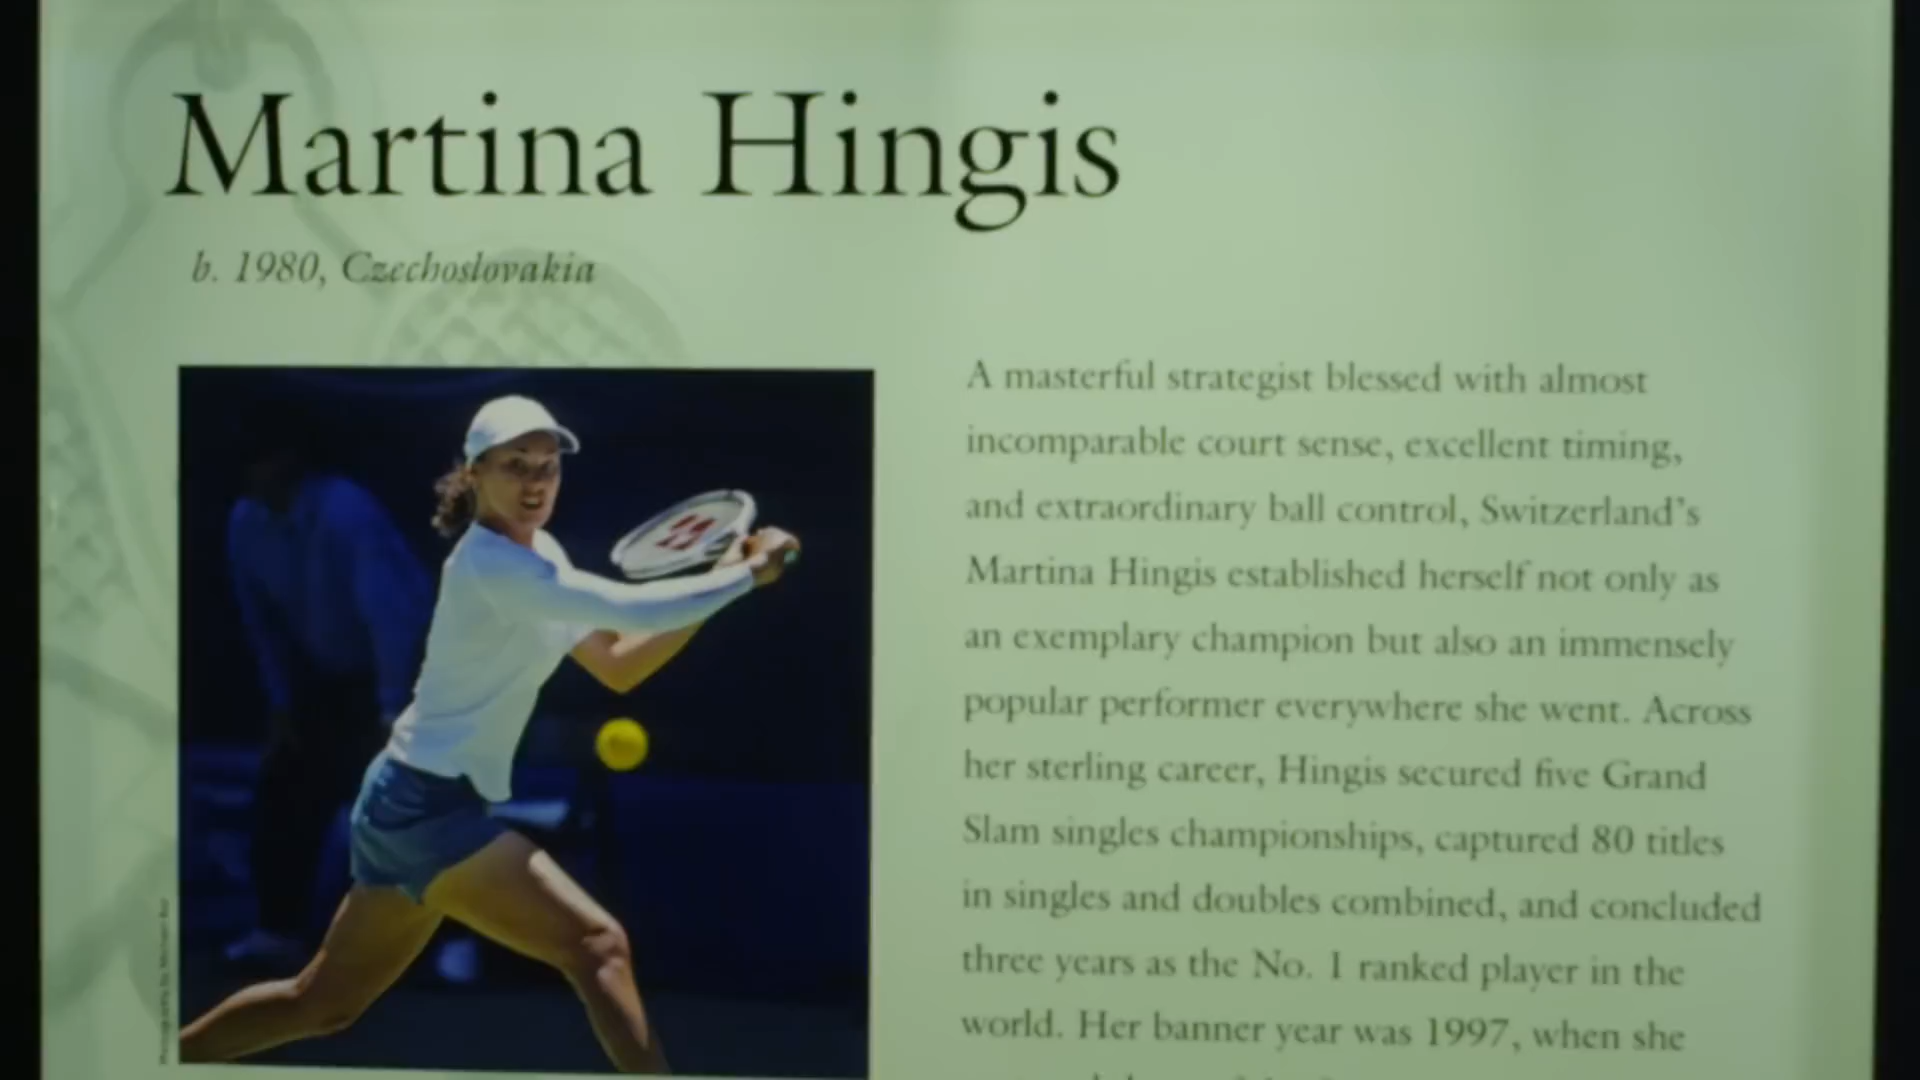 Martina Hingis
b. 1980, Czechoslovakia
A masterful strategist blessed with almost
incomparable court sense, excellent timing,
and extraordinary ball control, Switzerland’s
Martina Hingis established herself not only as
an exemplary champion but also an immensely
popular performer everywhere she went. Across
her sterling career, Hingis secured five Grand
Slam singles championships, captured 80 titles
in singles and doubles combined, and concluded
three years as the No. 1 ranked player in the
world. Her banner year was 1997, when she